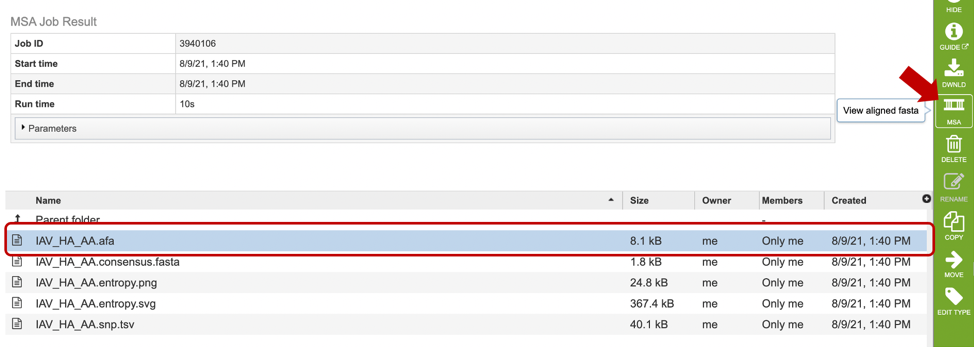 MSA Job Result
HIDE
Job ID 3940106
GUIDE
Start time 8/9/21, 1:40 PM
End time 8/9/21, 1:40 PM
DWNLD
Run time 10s
View aligned fasta
MSA
Parameters
DELETE
Name Size Owner Members Created
RENAME
Parent folder -
IAV_HA_AA.afa 8.1 kB me Only me 8/9/21, 1:40 PM
COPY
IAV_HA_AA.consensus.fasta 1.8 kB me Only me 8/9/21, 1:40 PM
MOVE
IAV_HA_AA.entropy.png 24.8 kB me Only me 8/9/21, 1:40 PM
IAV_HA_AA.entropy.svg 367.4 kB me Only me 8/9/21, 1:40 PM
EDIT TYPE
IAV_HA_AA.snp.tsv 40.1 kB me Only me 8/9/21, 1:40 PM